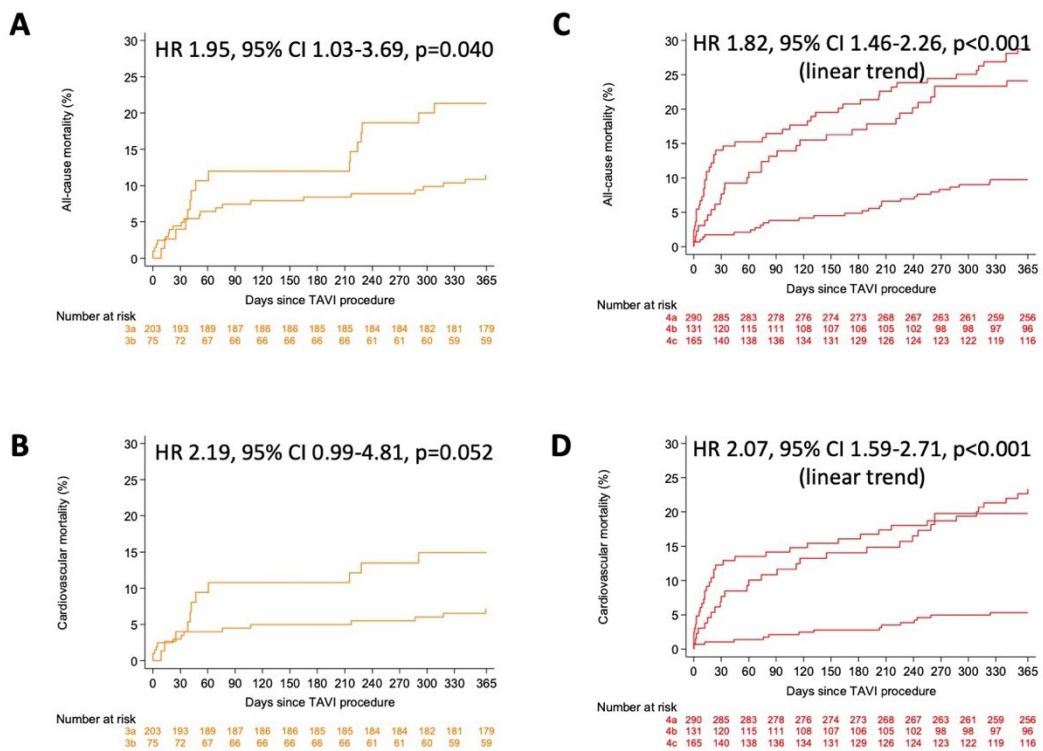 A
HR 1.95, 95% CI 1.03-3.69, p=0.040
All-cause mortality (%)
30
25
20
15
10
5
0
0 30 60 90 120 150 180 210 240 270 300 330 365
Days since TAVI procedure
Number at risk
3a 203 193 189 187 186 186 185 185 184 184 182 181 179
3b 75 72 67 66 66 66 66 66 61 61 60 59 59
C
HR 1.82, 95% CI 1.46-2.26, p<0.001
(linear trend)
All-cause mortality (%)
30
25
20
15
10
5
0
0 30 60 90 120 150 180 210 240 270 300 330 365
Days since TAVI procedure
Number at risk
4a 290 285 283 278 276 274 273 268 267 263 261 259 256
4b 131 120 115 111 108 107 106 105 102 98 98 97 96
4c 165 140 138 136 134 131 129 126 124 123 122 119 116
B
HR 2.19, 95% CI 0.99-4.81, p=0.052
Cardiovascular mortality (%)
30
25
20
15
10
5
0
0 30 60 90 120 150 180 210 240 270 300 330 365
Days since TAVI procedure
Number at risk
3a 203 193 189 187 186 186 185 185 184 184 182 181 179
3b 75 72 67 66 66 66 66 66 61 61 60 59 59
D
HR 2.07, 95% CI 1.59-2.71, p<0.001
(linear trend)
Cardiovascular mortality (%)
30
25
20
15
10
5
0
0 30 60 90 120 150 180 210 240 270 300 330 365
Days since TAVI procedure
Number at risk
4a 290 285 283 278 276 274 273 268 267 263 261 259 256
4b 131 120 115 111 108 107 106 105 102 98 98 97 96
4c 165 140 138 136 134 131 129 126 124 123 122 119 116